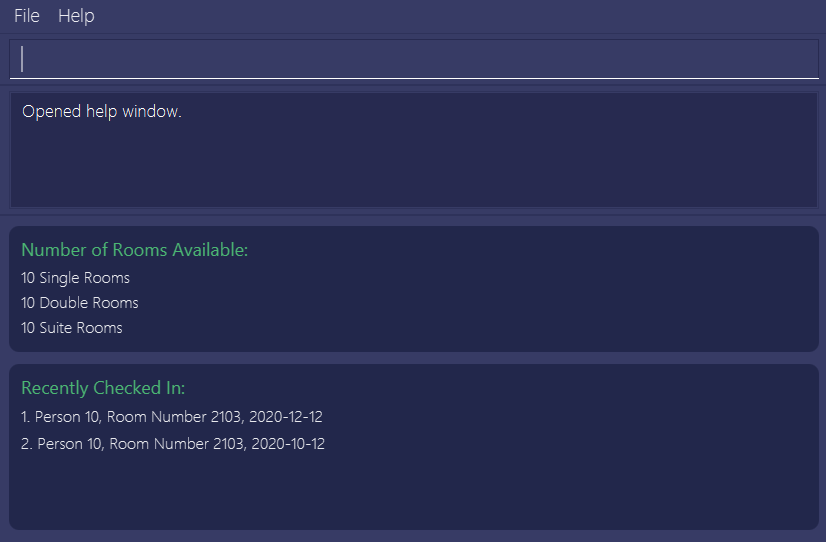 File Help
Opened help window.
Number of Rooms Available:
10 Single Rooms
10 Double Rooms
10 Suite Rooms
Recently Checked In:
1. Person 10, Room Number 2103, 2020-12-12
2. Person 10, Room Number 2103, 2020-10-12